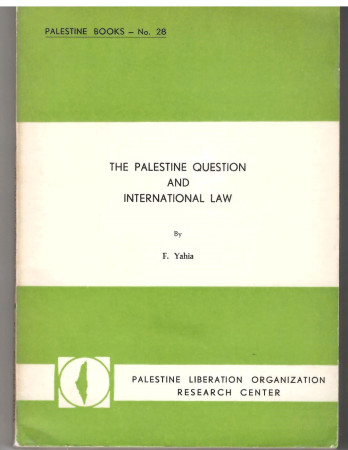 PALESTINE BOOKS – No. 28
THE PALESTINE QUESTION
AND
INTERNATIONAL LAW
By
F. Yahia
PALESTINE LIBERATION ORGANIZATION
RESEARCH CENTER